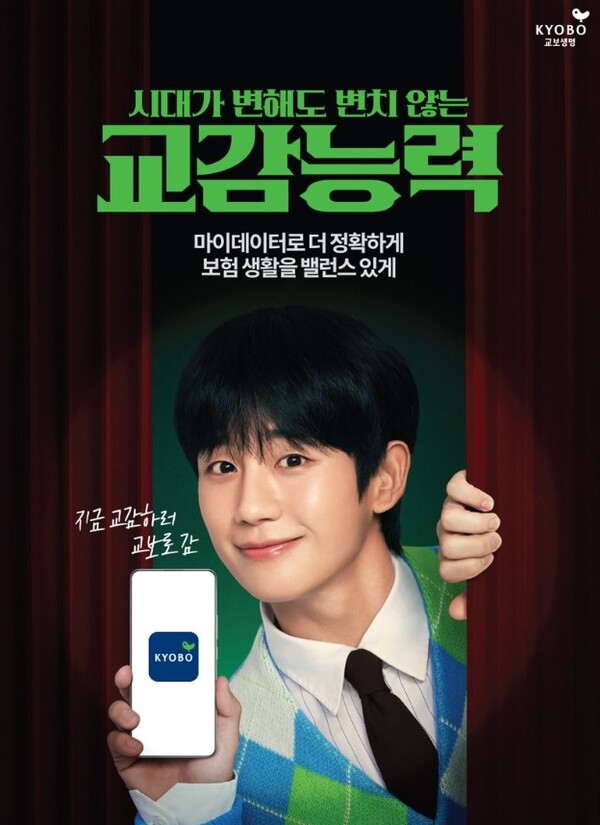 KYOBO
교보생명
시대가 변해도 변치 않는
교감능력
마이데이터로 더 정확하게
보험 생활을 밸런스 있게
지금 교감하러
교보로 감
KYOBO